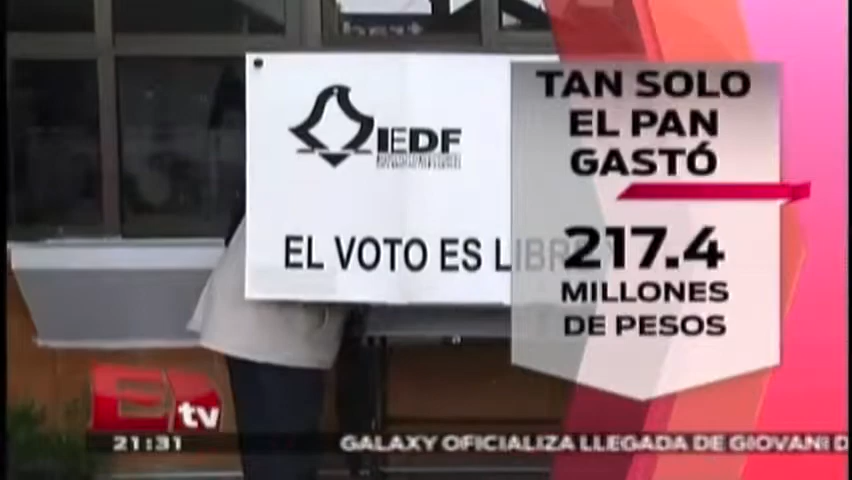 IEDF
EL VOTO ES LIBRE
TAN SOLO
EL PAN
GASTÓ
217.4
MILLONES
DE PESOS
tv
21:31
GALAXY OFICIALIZA LLEGADA DE GIOVANI D